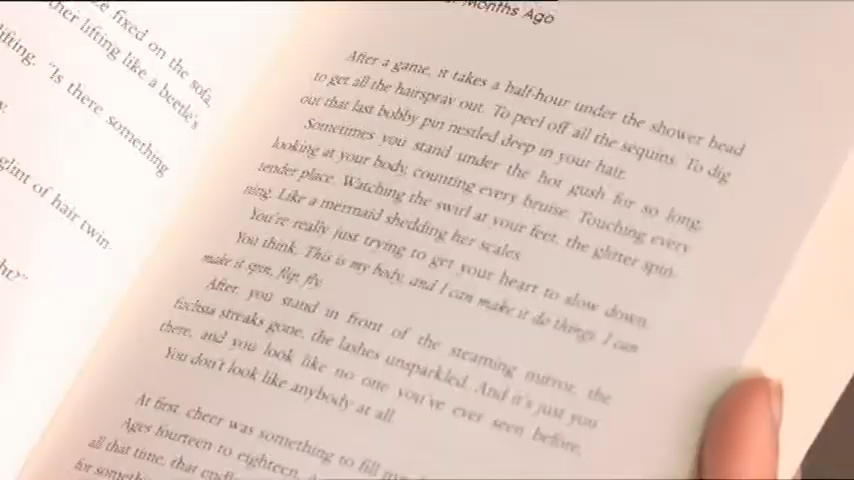 e fixed on the sofa,
her lifting like a beetle's
lifting. "Is there something
y.
glint of hair twin-
ht?"
Months Ago
After a game, it takes a half-hour under the shower head
to get all the hairspray out. To peel off all the sequins. To dig
out that last bobby pin nestled deep in your hair.
Sometimes you stand under the hot gush for so long,
looking at your body, counting every bruise. Touching every
tender place. Watching the swirl at your feet, the glitter spin-
ning. Like a mermaid shedding her scales.
You're really just trying to get your heart to slow down.
You think, This is my body, and I can make it do things. I can
make it spin, flip, fly.
After, you stand in front of the steaming mirror, the
fuchsia streaks gone, the lashes unsparkled. And it's just you
there, and you look like no one you've ever seen before.
You don't look like anybody at all.
At first, cheer was something to fill my
Ages fourteen to eighteen,
all that time, that
for someth